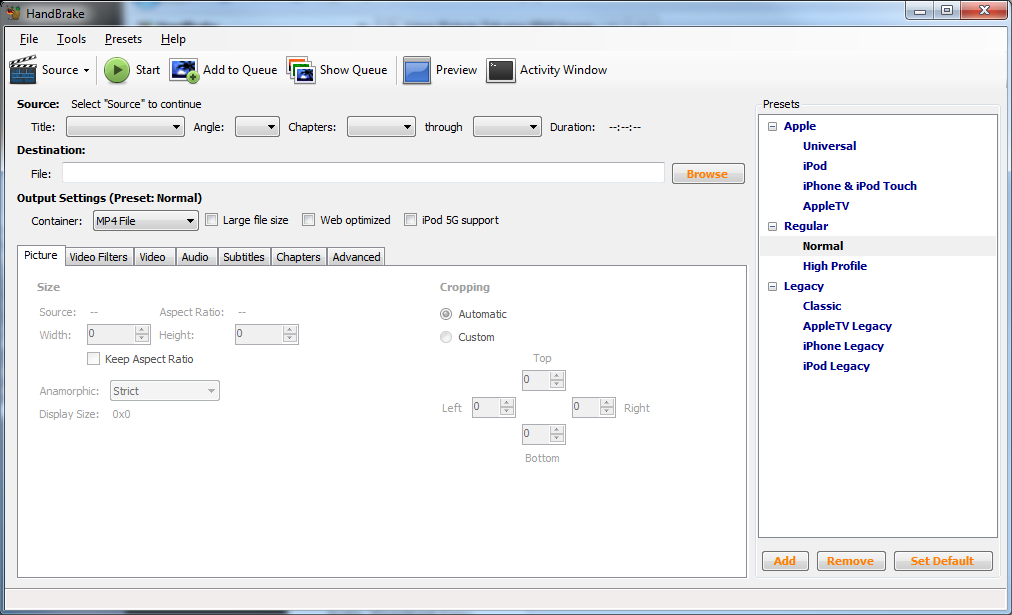 HandBrake
File Tools Presets Help
Source Start Add to Queue Show Queue Preview Activity Window
Source: Select "Source" to continue
Title: Angle: Chapters: through Duration: --:--:--
Destination:
File: Browse
Output Settings (Preset: Normal)
Container: MP4 File Large file size Web optimized iPod 5G support
Picture Video Filters Video Audio Subtitles Chapters Advanced
Size
Source: -- Aspect Ratio: --
Width: 0 Height: 0
Keep Aspect Ratio
Anamorphic: Strict
Display Size: 0x0
Cropping
Automatic
Custom
Top
0
Left 0 0 Right
0
Bottom
Presets
Apple
Universal
iPod
iPhone & iPod Touch
AppleTV
Regular
Normal
High Profile
Legacy
Classic
AppleTV Legacy
iPhone Legacy
iPod Legacy
Add Remove Set Default